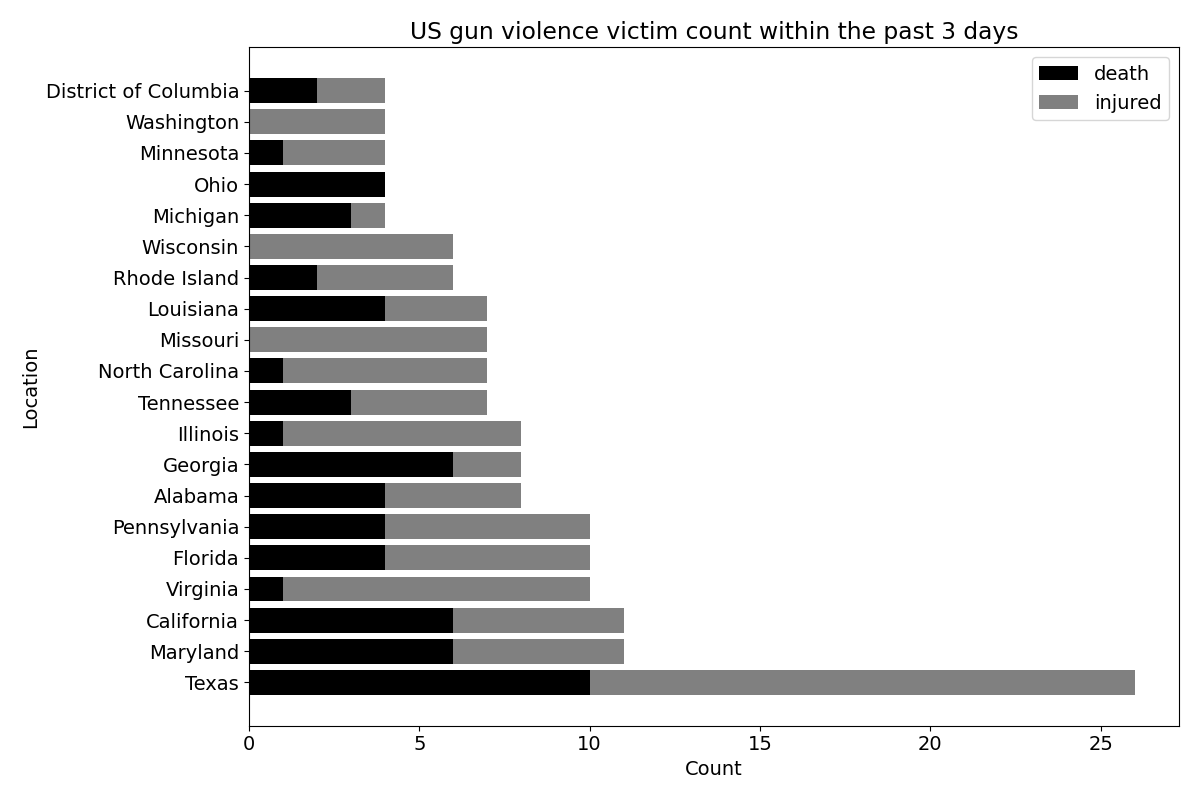 US gun violence victim count within the past 3 days
death
injured
District of Columbia
Washington
Minnesota
Ohio
Michigan
Wisconsin
Rhode Island
Louisiana
Missouri
North Carolina
Tennessee
Illinois
Georgia
Alabama
Pennsylvania
Florida
Virginia
California
Maryland
Texas
Location
0 5 10 15 20 25
Count